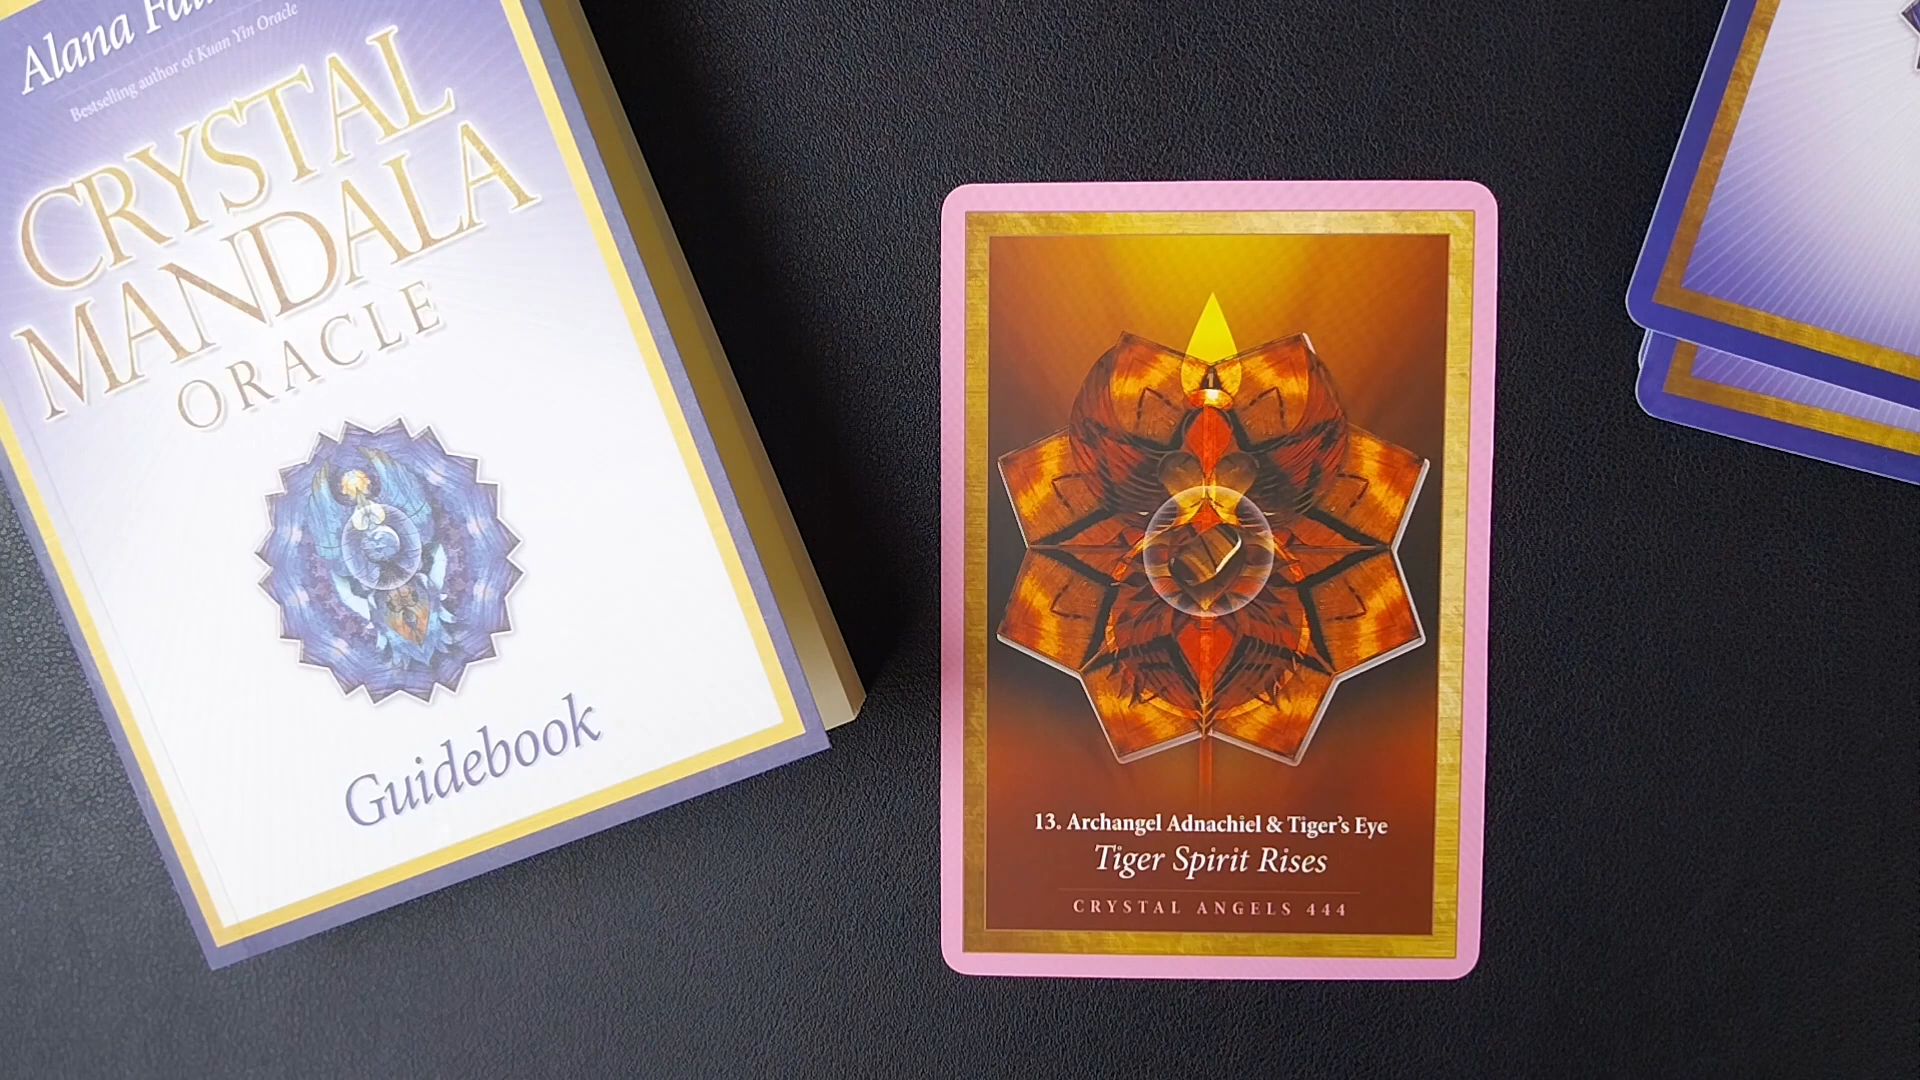 Alana
Bestselling author of Kuan Yin Oracle
CRYSTAL
MANDALA
ORACLE
Guidebook
13. Archangel Adnachiel & Tiger's Eye
Tiger Spirit Rises
CRYSTAL ANGELS 444